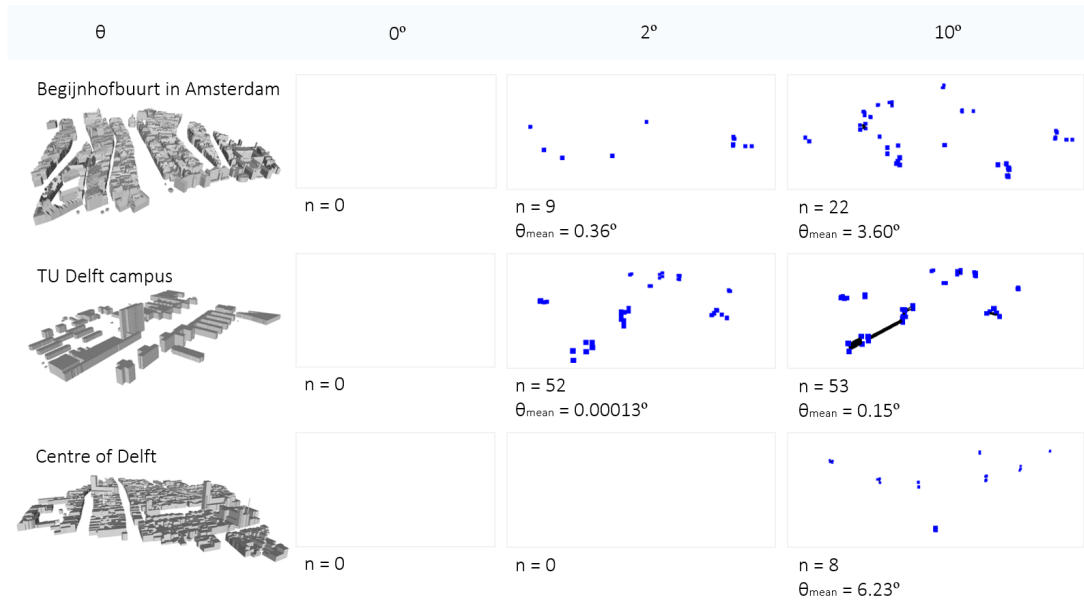 θ 0º 2º 10º
Begijnhofbuurt in Amsterdam
n = 0
n = 9
θmean = 0.36º
n = 22
θmean = 3.60º
TU Delft campus
n = 0
n = 52
θmean = 0.00013º
n = 53
θmean = 0.15º
Centre of Delft
n = 0
n = 0
n = 8
θmean = 6.23º